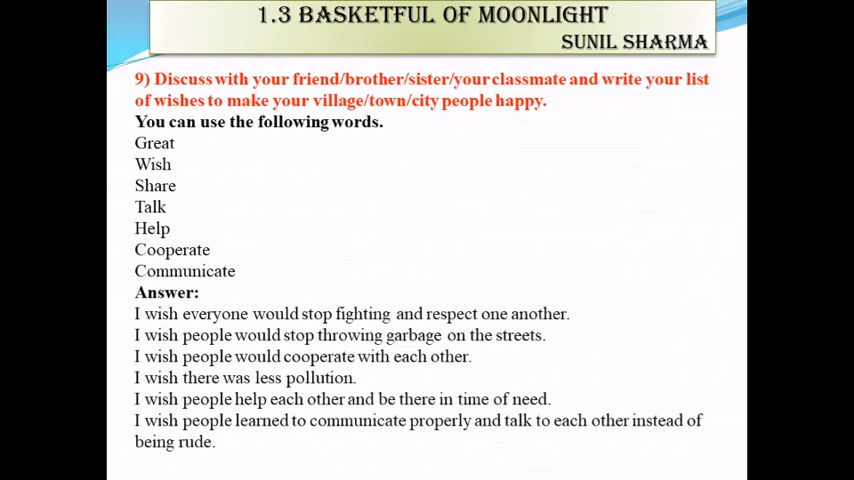 1.3 BASKETFUL OF MOONLIGHT
SUNIL SHARMA
9) Discuss with your friend/brother/sister/your classmate and write your list
of wishes to make your village/town/city people happy.
You can use the following words.
Great
Wish
Share
Talk
Help
Cooperate
Communicate
Answer:
I wish everyone would stop fighting and respect one another.
I wish people would stop throwing garbage on the streets.
I wish people would cooperate with each other.
I wish there was less pollution.
I wish people help each other and be there in time of need.
I wish people learned to communicate properly and talk to each other instead of
being rude.